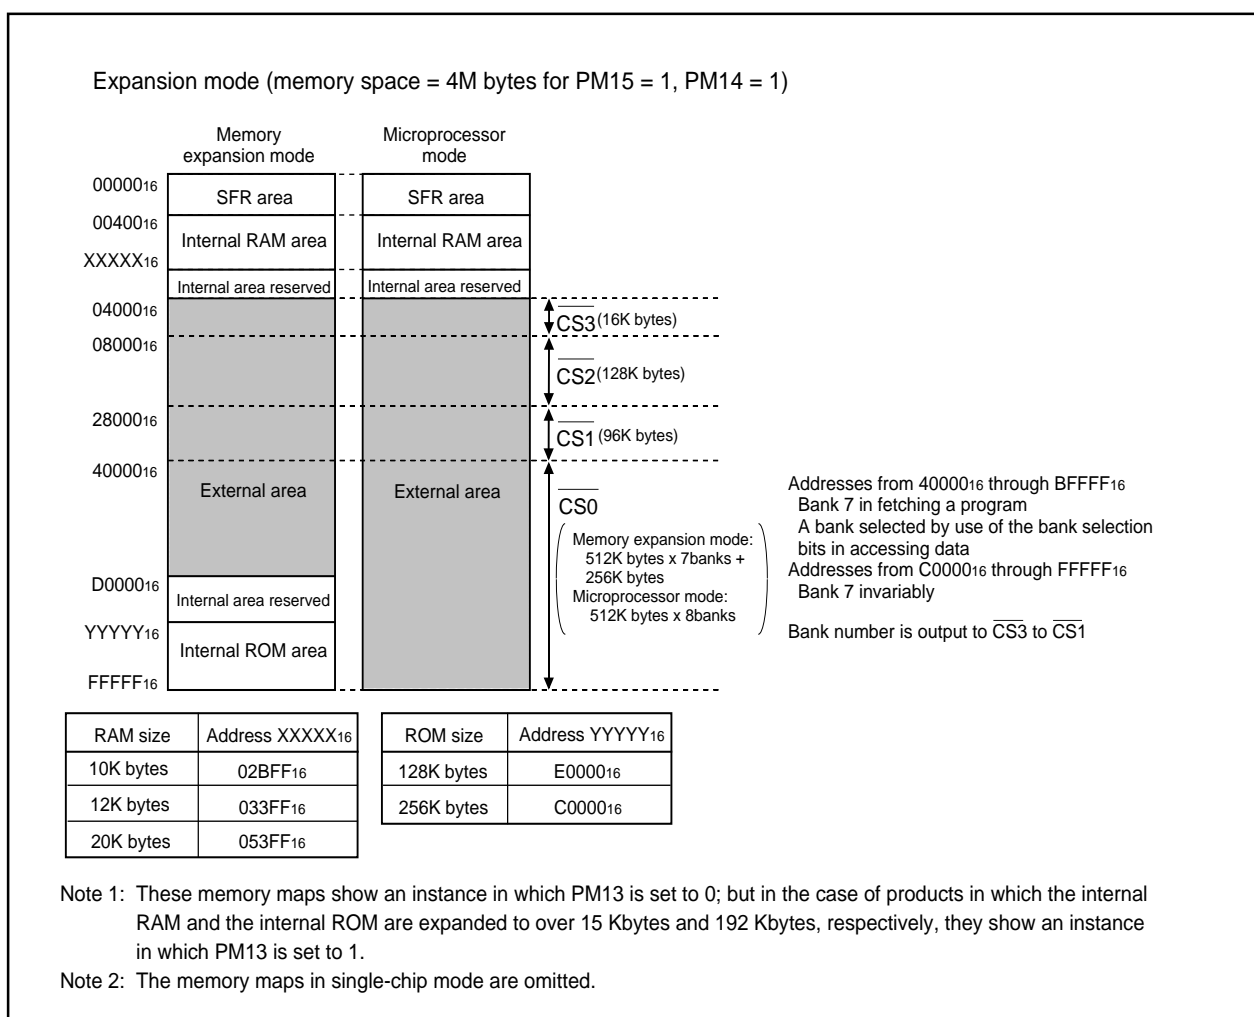 Expansion mode (memory space = 4M bytes for PM15 = 1, PM14 = 1)
Memory
expansion mode
Microprocessor
mode
00000₁₆
SFR area
SFR area
00400₁₆
Internal RAM area
Internal RAM area
XXXXX₁₆
Internal area reserved
Internal area reserved
04000₁₆
CS3 (16K bytes)
08000₁₆
CS2 (128K bytes)
28000₁₆
CS1 (96K bytes)
40000₁₆
External area
External area
CS0
Memory expansion mode:
512K bytes x 7banks +
256K bytes
Microprocessor mode:
512K bytes x 8banks
Addresses from 40000₁₆ through BFFFF₁₆
Bank 7 in fetching a program
A bank selected by use of the bank selection
bits in accessing data
Addresses from C0000₁₆ through FFFFF₁₆
Bank 7 invariably
Bank number is output to CS3 to CS1
D0000₁₆
Internal area reserved
YYYYY₁₆
Internal ROM area
FFFFF₁₆
RAM size Address XXXXX₁₆
10K bytes 02BFF₁₆
12K bytes 033FF₁₆
20K bytes 053FF₁₆
ROM size Address YYYYY₁₆
128K bytes E0000₁₆
256K bytes C0000₁₆
Note 1: These memory maps show an instance in which PM13 is set to 0; but in the case of products in which the internal
RAM and the internal ROM are expanded to over 15 Kbytes and 192 Kbytes, respectively, they show an instance
in which PM13 is set to 1.
Note 2: The memory maps in single-chip mode are omitted.